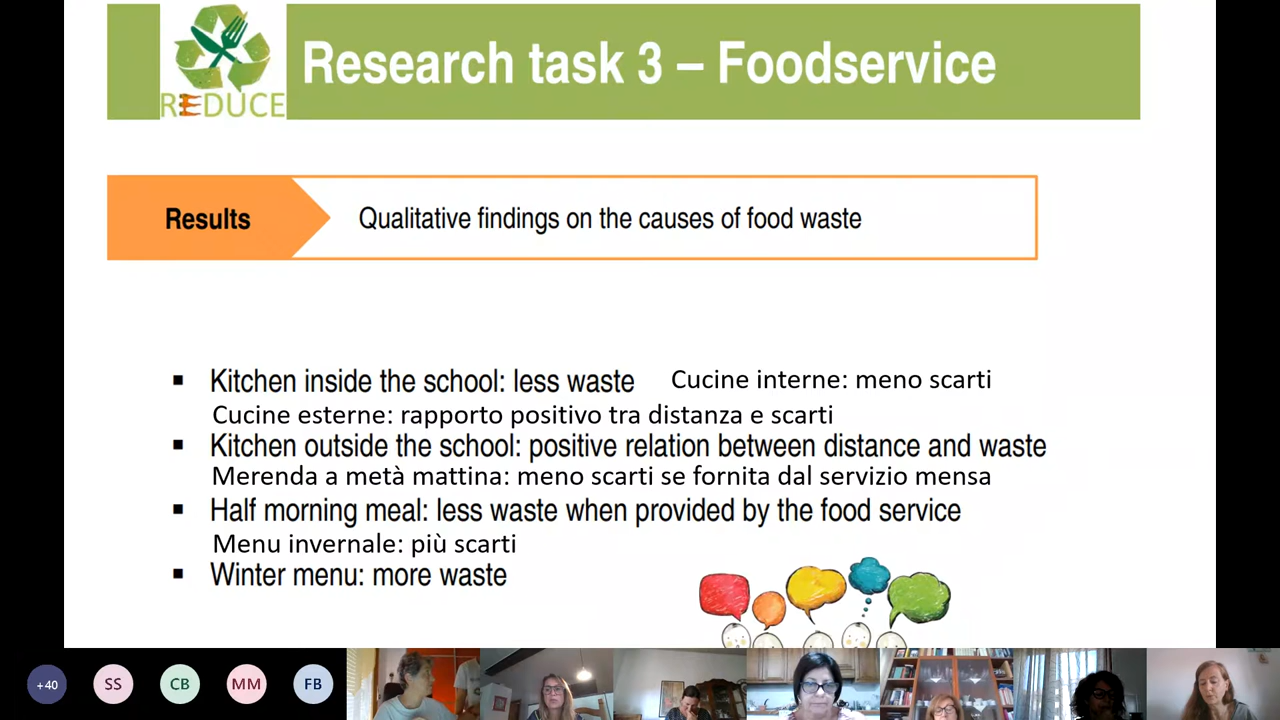 REDUCE
Research task 3 – Foodservice
Results
Qualitative findings on the causes of food waste
▪ Kitchen inside the school: less waste Cucine interne: meno scarti
Cucine esterne: rapporto positivo tra distanza e scarti
▪ Kitchen outside the school: positive relation between distance and waste
Merenda a metà mattina: meno scarti se fornita dal servizio mensa
▪ Half morning meal: less waste when provided by the food service
Menu invernale: più scarti
▪ Winter menu: more waste
+40 SS CB MM FB